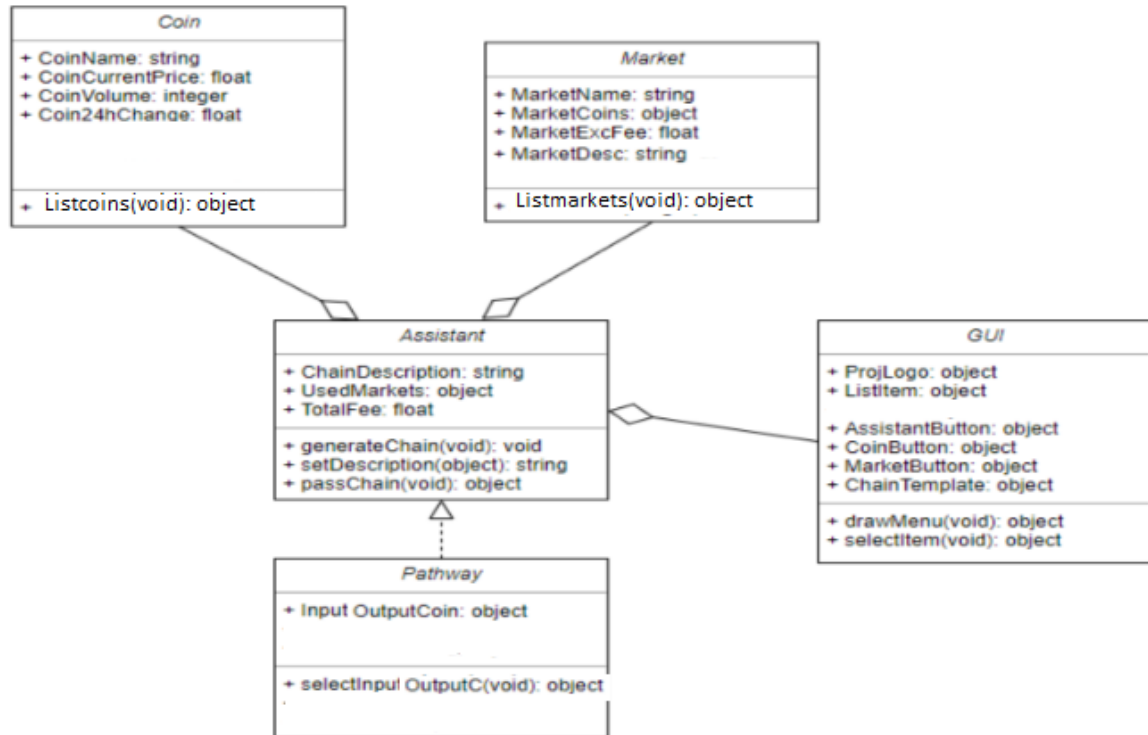 Coin
+ CoinName: string
+ CoinCurrentPrice: float
+ CoinVolume: integer
+ Coin24hChange: float
+ Listcoins(void): object
Market
+ MarketName: string
+ MarketCoins: object
+ MarketExcFee: float
+ MarketDesc: string
+ Listmarkets(void): object
Assistant
+ ChainDescription: string
+ UsedMarkets: object
+ TotalFee: float
+ generateChain(void): void
+ setDescription(object): string
+ passChain(void): object
GUI
+ ProjLogo: object
+ ListItem: object
+ AssistantButton: object
+ CoinButton: object
+ MarketButton: object
+ ChainTemplate: object
+ drawMenu(void): object
+ selectItem(void): object
Pathway
+ Input OutputCoin: object
+ selectInput OutputC(void): object